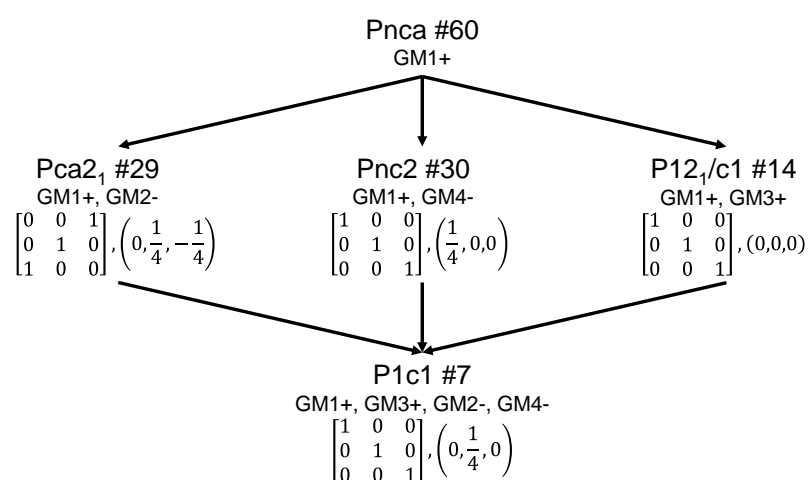 Pnca #60
GM1+
Pca2₁ #29
GM1+, GM2-
[0 0 1
0 1 0
1 0 0], (0, 1/4, -1/4)
Pnc2 #30
GM1+, GM4-
[1 0 0
0 1 0
0 0 1], (1/4, 0,0)
P12₁/c1 #14
GM1+, GM3+
[1 0 0
0 1 0
0 0 1], (0,0,0)
P1c1 #7
GM1+, GM3+, GM2-, GM4-
[1 0 0
0 1 0
0 0 1], (0, 1/4, 0)